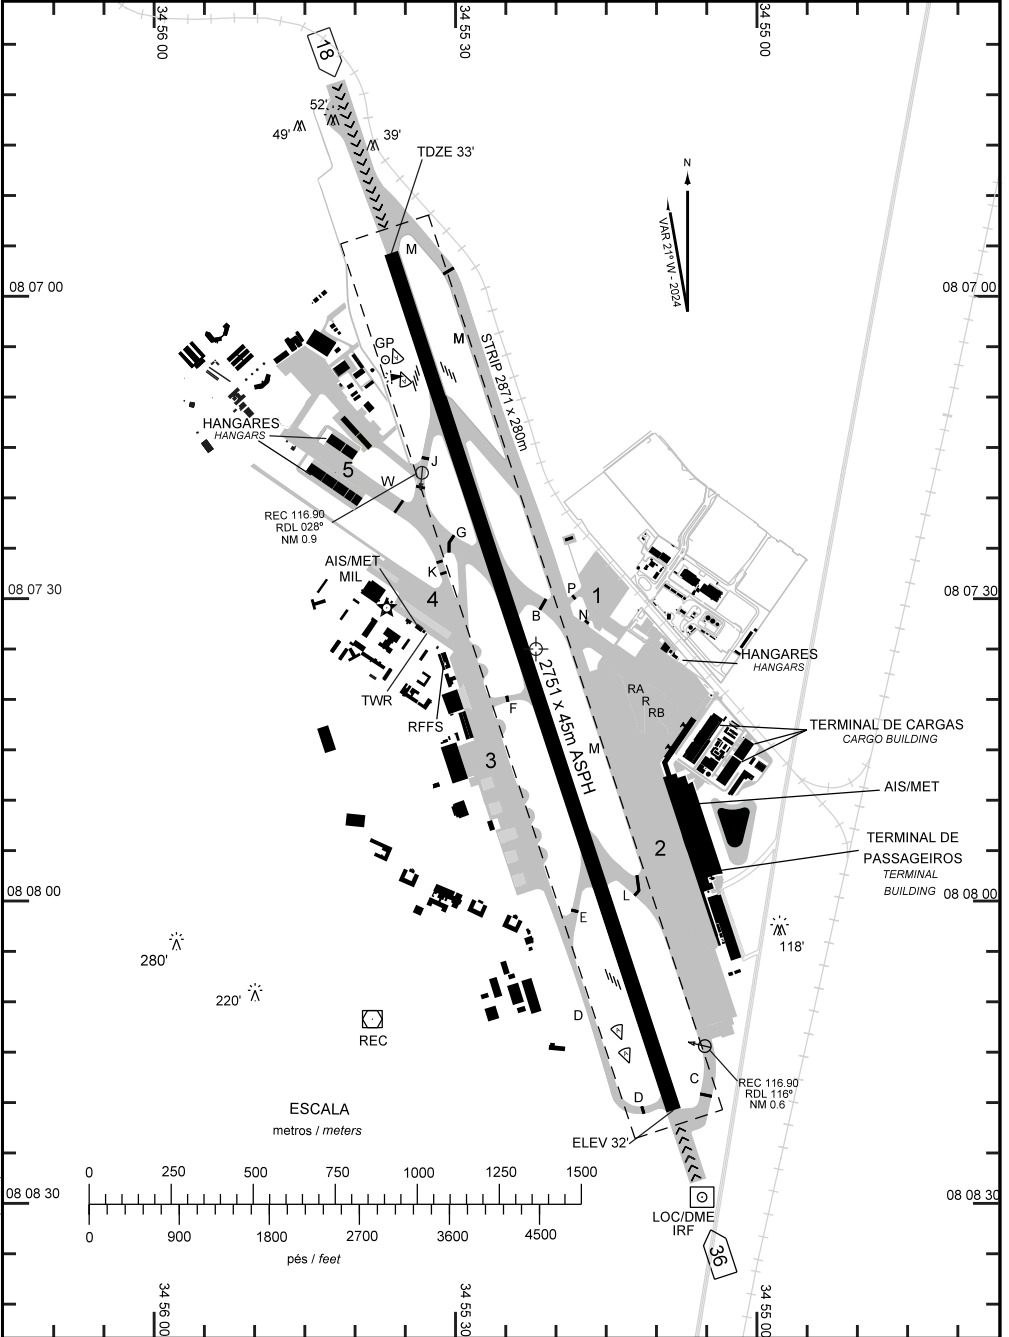 34 56 00
34 55 30
34 55 00
18
52'
49'
39'
TDZE 33'
N
VAR 21º W - 2024
M
08 07 00
08 07 00
GP
M
STRIP 2871 x 280m
HANGARES
HANGARS
J
5
W
REC 116.90
RDL 028º
NM 0.9
G
AIS/MET
MIL
K
08 07 30
08 07 30
4
P
1
B
N
HANGARES
HANGARS
2751 x 45m ASPH
TWR
RFFS
F
RA
R
RB
TERMINAL DE CARGAS
CARGO BUILDING
M
3
AIS/MET
2
TERMINAL DE
PASSAGEIROS
TERMINAL
BUILDING
08 08 00
08 08 00
L
E
118'
280'
220'
D
REC
4
C
REC 116.90
RDL 116º
NM 0.6
D
ESCALA
metros / meters
ELEV 32'
0 250 500 750 1000 1250 1500
08 08 30
08 08 30
0 900 1800 2700 3600 4500
LOC/DME
IRF
pés / feet
36
34 56 00
34 55 30
34 55 00